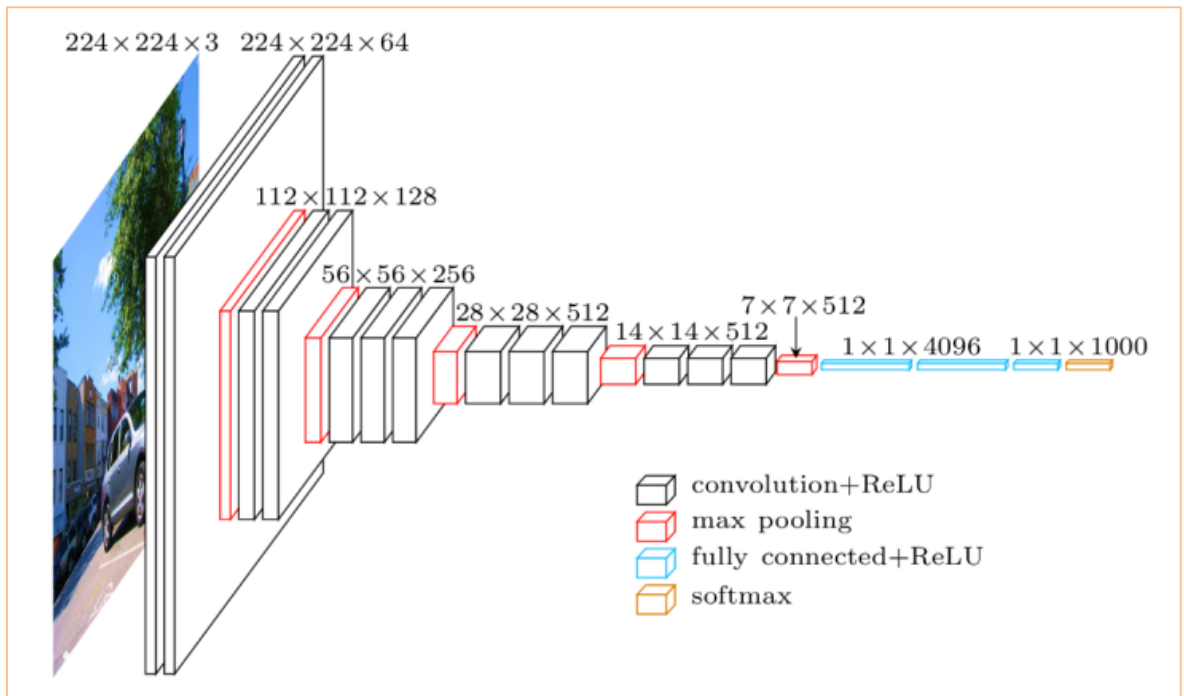 224×224×3 224×224×64
112×112×128
56×56×256
28×28×512
14×14×512
7×7×512
1×1×4096 1×1×1000
convolution+ReLU
max pooling
fully connected+ReLU
softmax